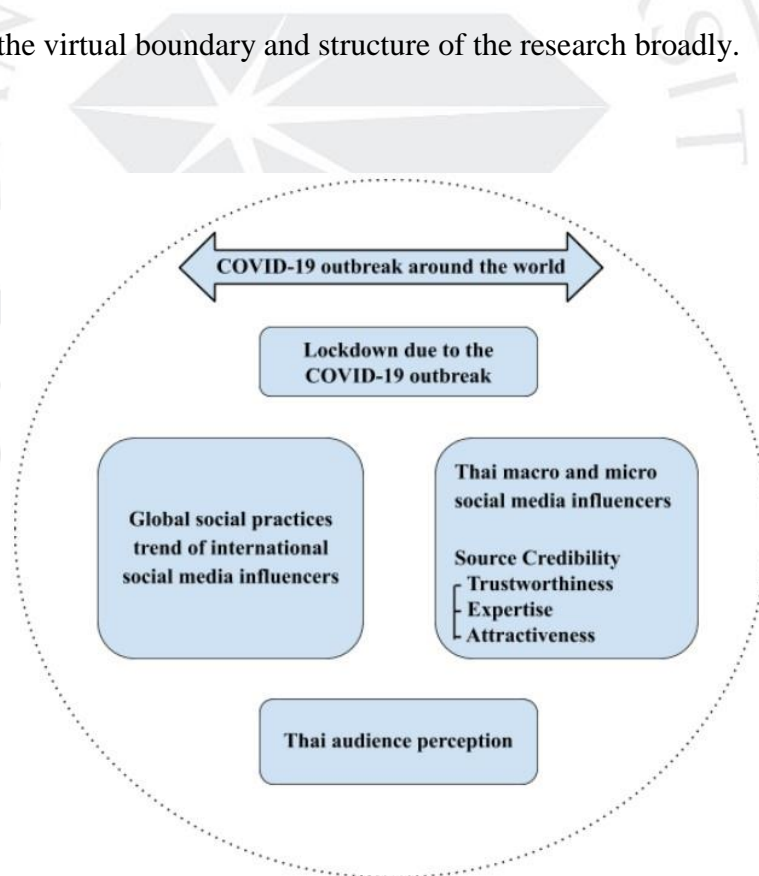 the virtual boundary and structure of the research broadly.
SIT
COVID-19 outbreak around the world
Lockdown due to the
COVID-19 outbreak
Global social practices
trend of international
social media influencers
Thai macro and micro
social media influencers
Source Credibility
Trustworthiness
Expertise
Attractiveness
Thai audience perception